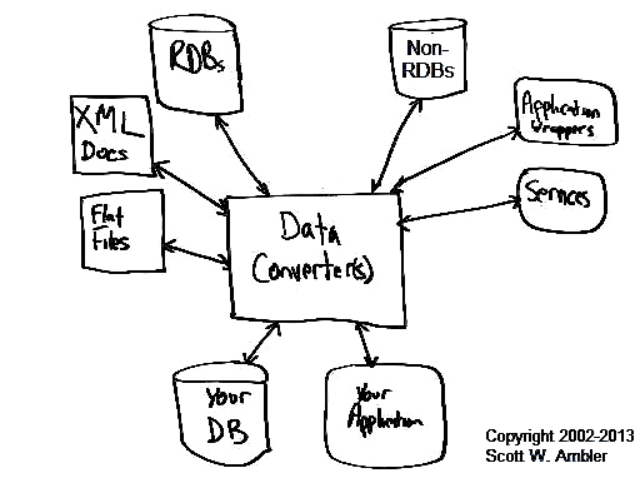 RDBs
Non-
RDBs
XML
Docs
Application
Wrappers
Flat
Files
Services
Data
Converter(s)
Your
DB
Your
Application
Copyright 2002-2013
Scott W. Ambler